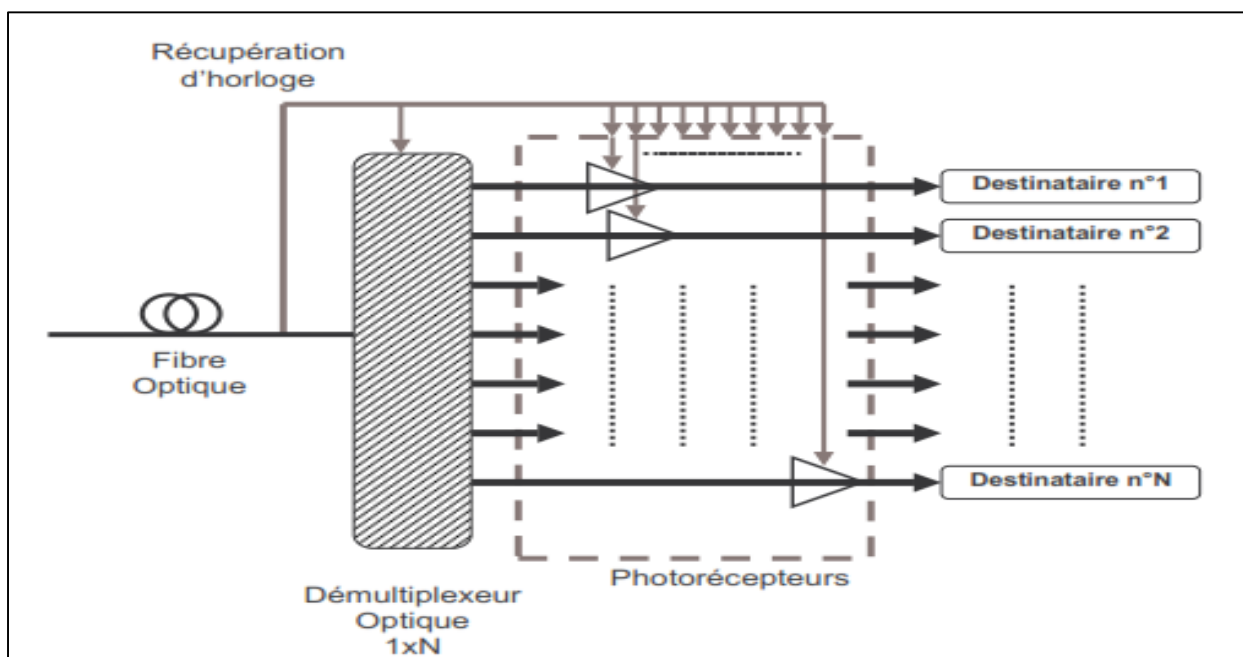 Récupération
d'horloge
Destinataire n°1
Destinataire n°2
Fibre
Optique
Destinataire n°N
Photorécepteurs
Démultiplexeur
Optique
1xN